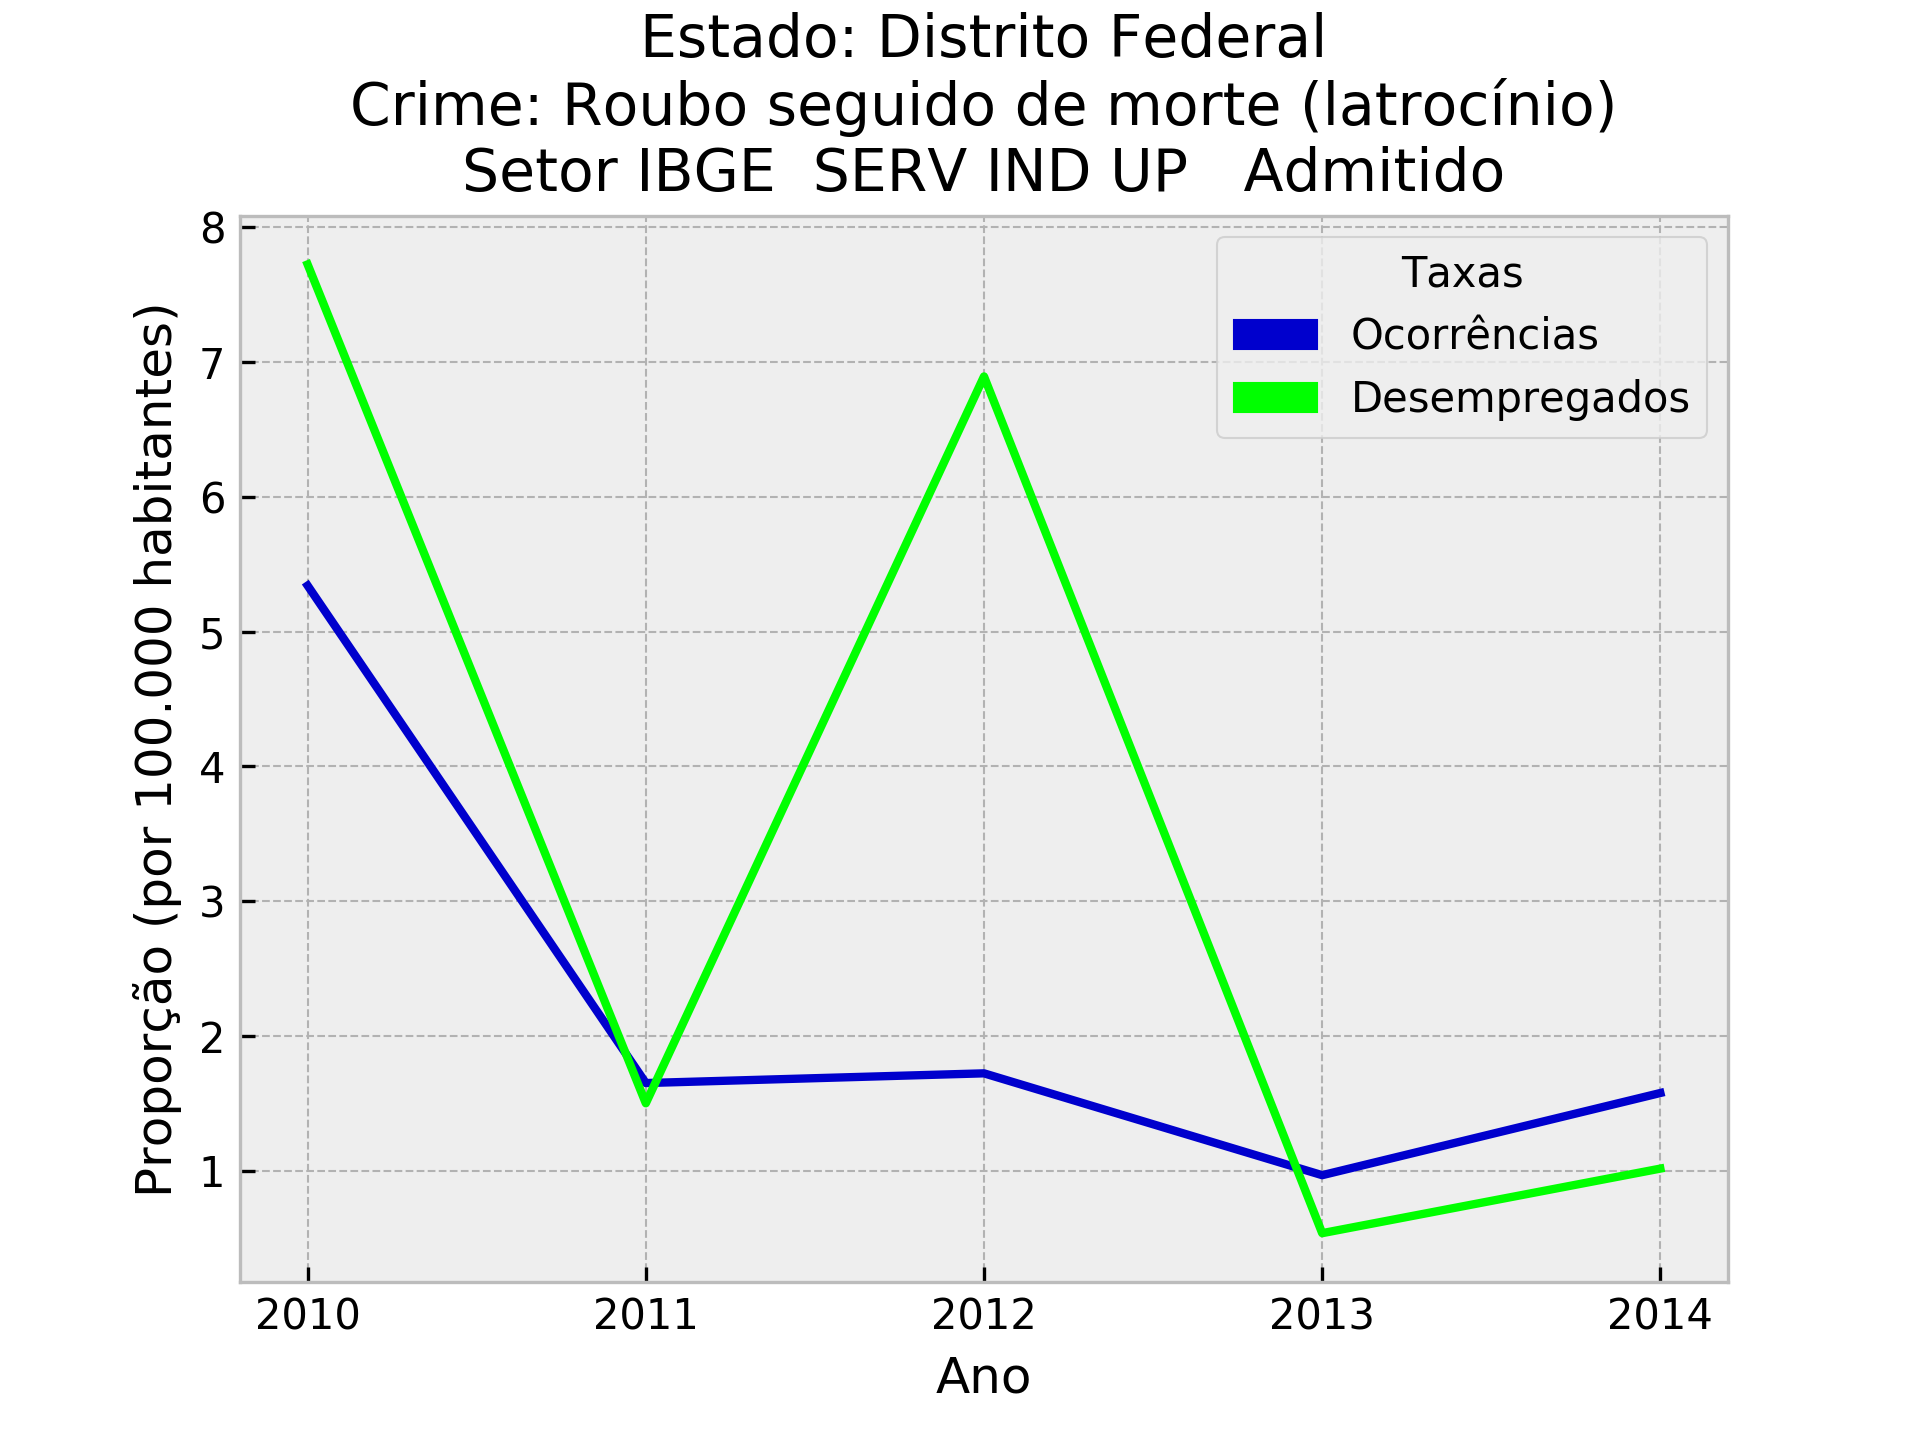 Estado: Distrito Federal
Crime: Roubo seguido de morte (latrocínio)
Setor IBGE  SERV IND UP   Admitido
Proporção (por 100.000 habitantes)
8
7
6
5
4
3
2
1
Taxas
Ocorrências
Desempregados
2010 2011 2012 2013 2014
Ano